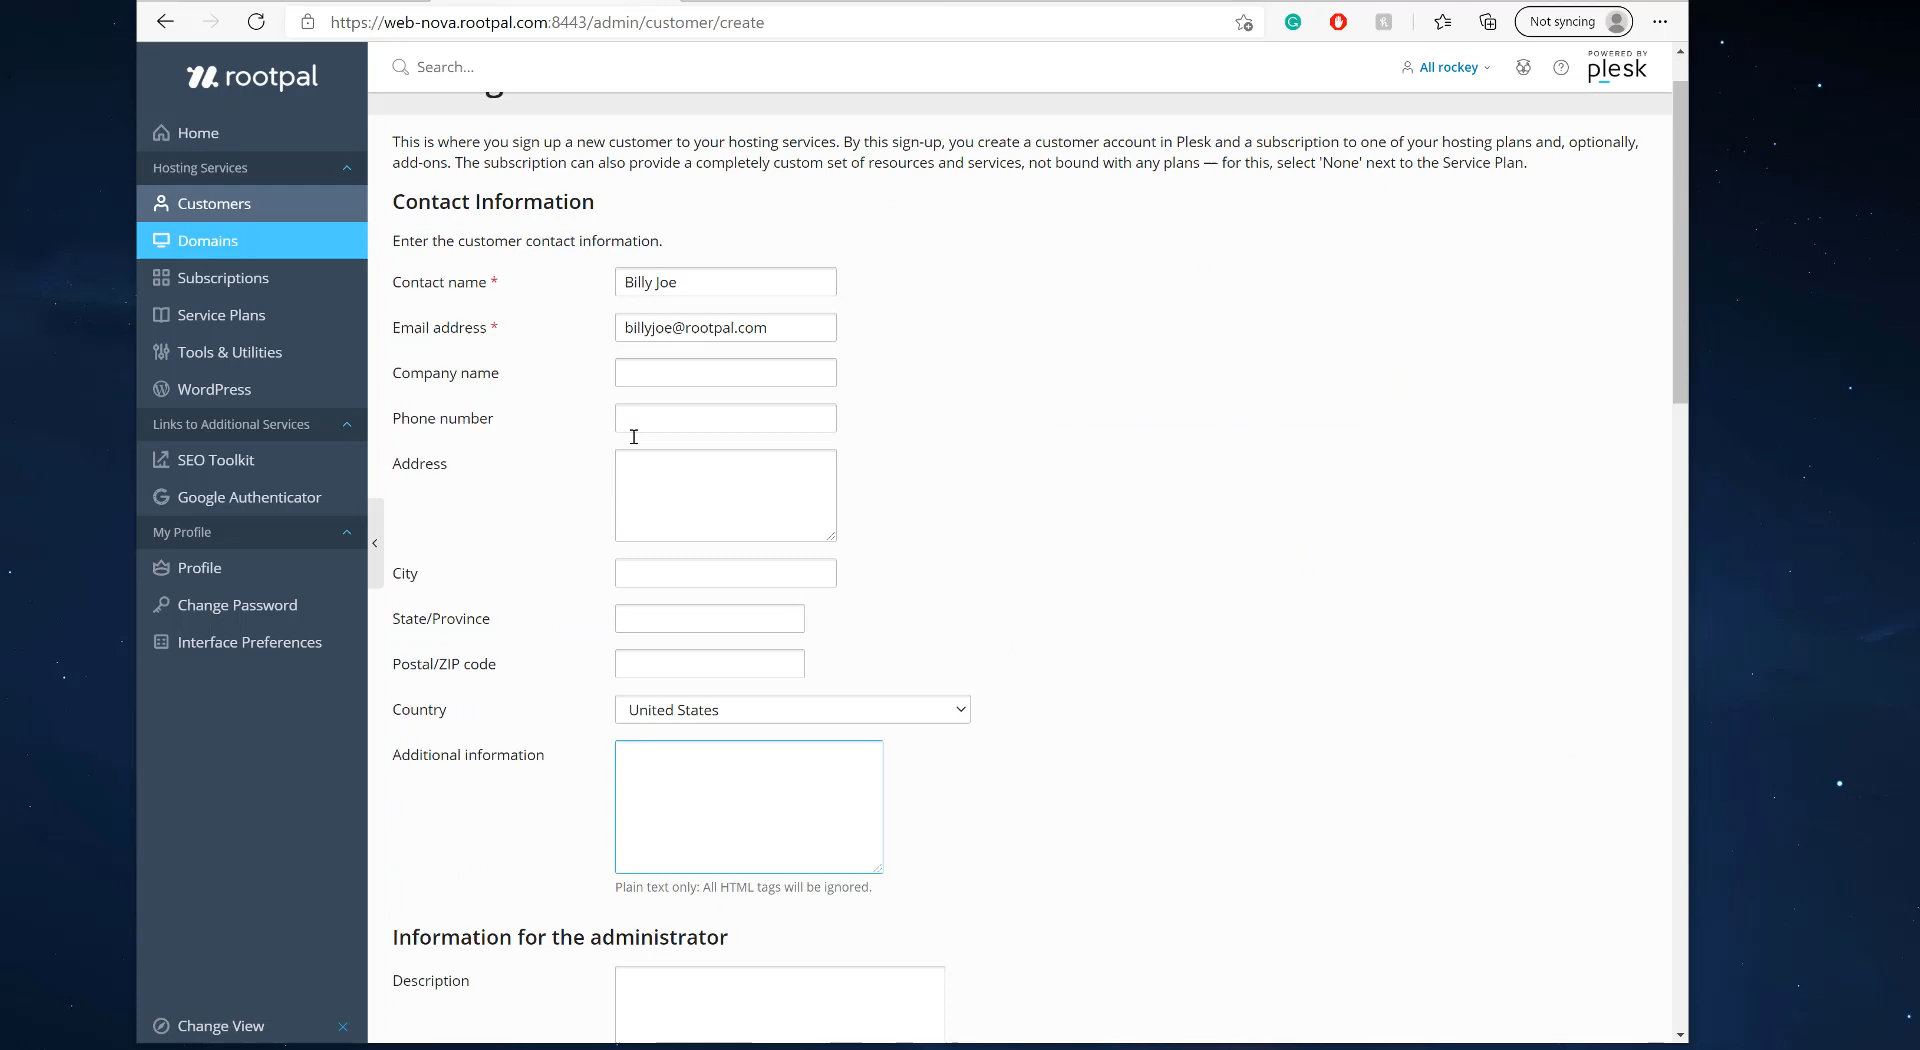 https://web-nova.rootpal.com:8443/admin/customer/create
Not syncing
rootpal
Search...
All rockey
POWERED BY
plesk
Home
Hosting Services
Customers
Domains
Subscriptions
Service Plans
Tools & Utilities
WordPress
Links to Additional Services
SEO Toolkit
Google Authenticator
My Profile
Profile
Change Password
Interface Preferences
Change View
This is where you sign up a new customer to your hosting services. By this sign-up, you create a customer account in Plesk and a subscription to one of your hosting plans and, optionally,
add-ons. The subscription can also provide a completely custom set of resources and services, not bound with any plans — for this, select 'None' next to the Service Plan.
Contact Information
Enter the customer contact information.
Contact name * Billy Joe
Email address * billyjoe@rootpal.com
Company name
Phone number
Address
City
State/Province
Postal/ZIP code
Country United States
Additional information
Plain text only: All HTML tags will be ignored.
Information for the administrator
Description